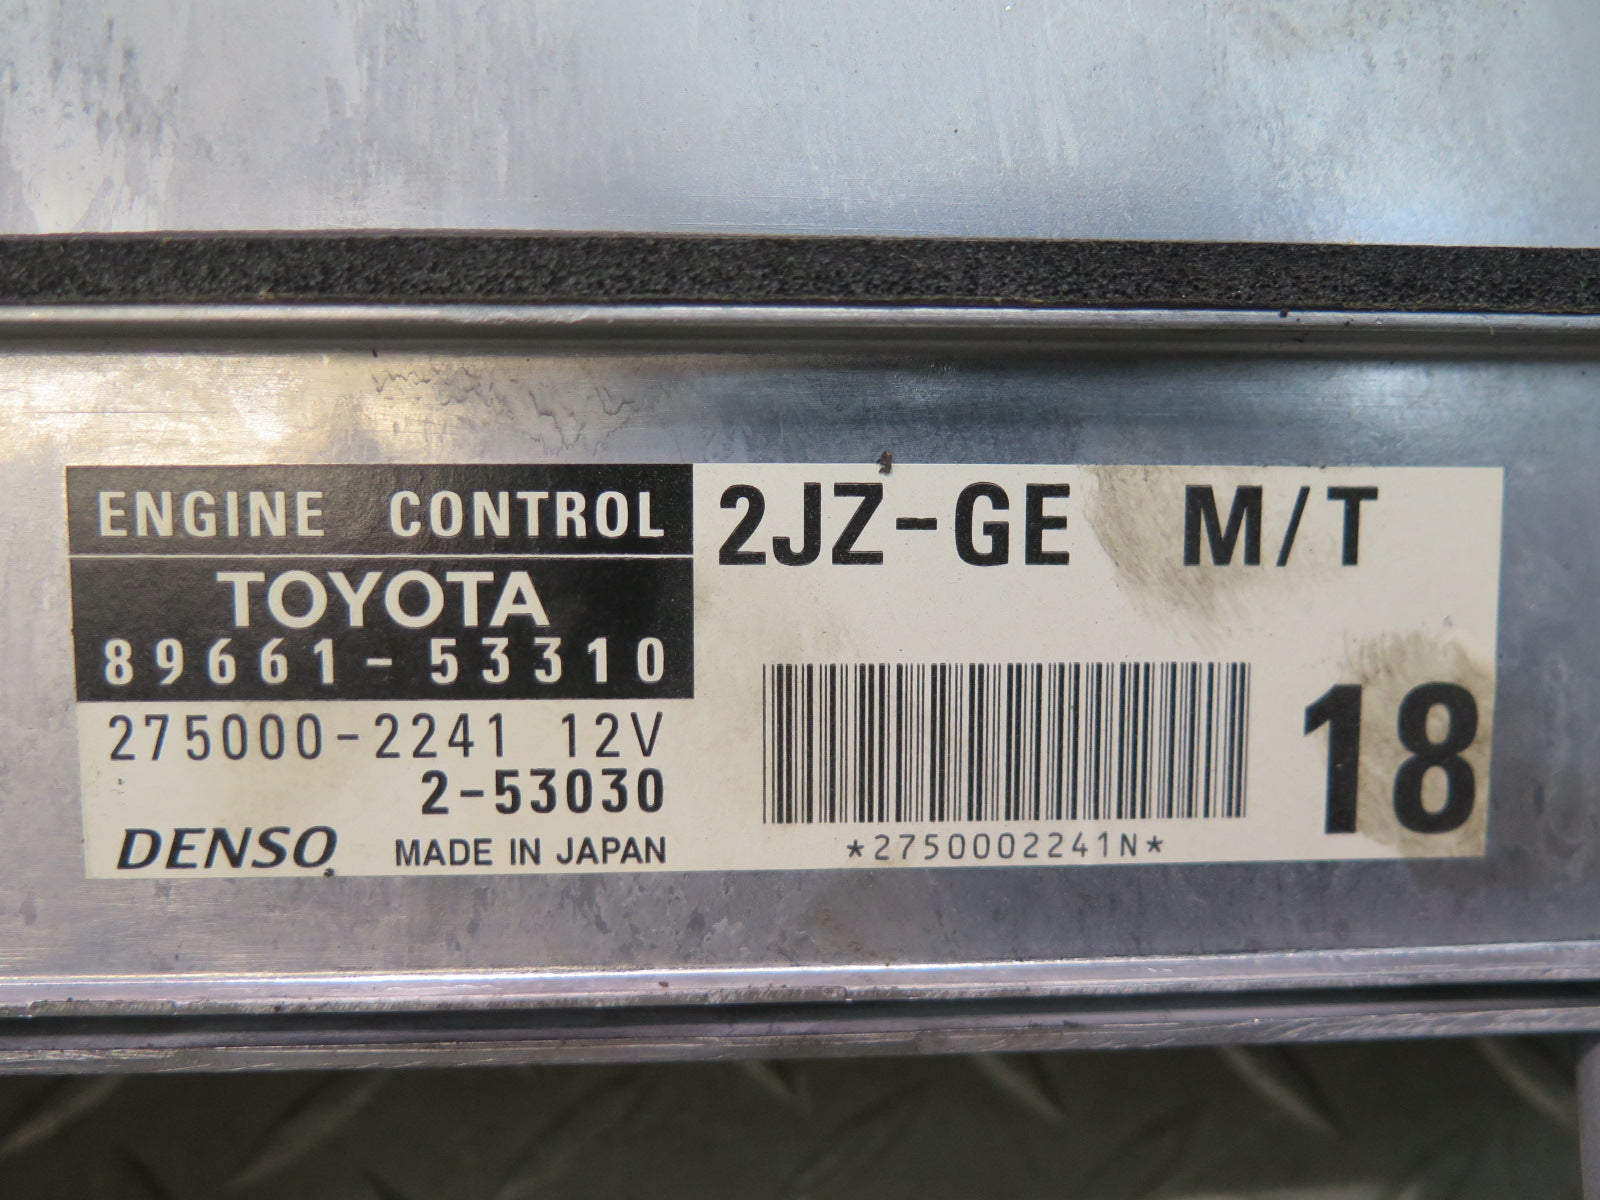 ENGINE CONTROL
TOYOTA
89661-53310
275000-2241 12V
2-53030
DENSO MADE IN JAPAN
2JZ-GE M/T
18
*2750002241N*